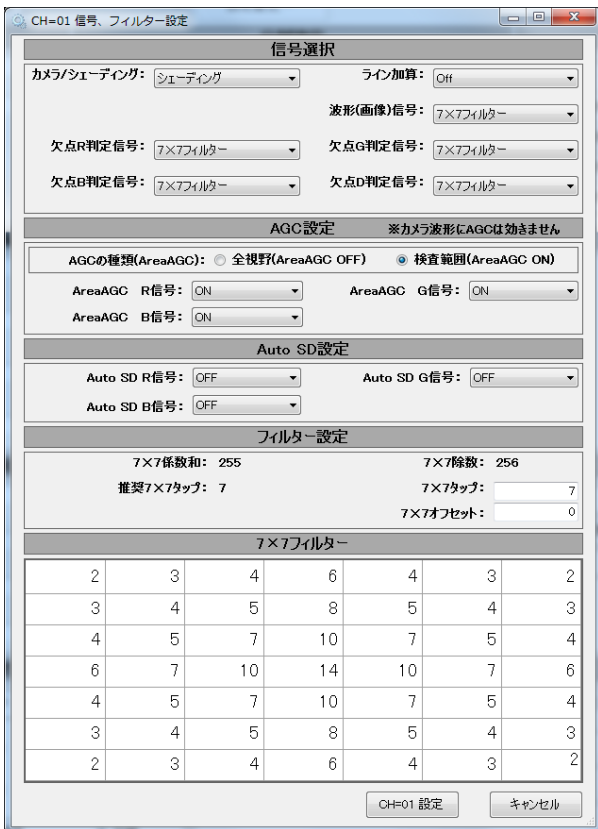 CH=01 信号、フィルター設定
信号選択
カメラ/シェーディング: シェーディング ライン加算: Off
波形(画像)信号: 7×7フィルター
欠点R判定信号: 7×7フィルター 欠点G判定信号: 7×7フィルター
欠点B判定信号: 7×7フィルター 欠点D判定信号: 7×7フィルター
AGC設定 ※カメラ波形にAGCは効きません
AGCの種類(AreaAGC): 全視野(AreaAGC OFF) 検査範囲(AreaAGC ON)
AreaAGC R信号: ON AreaAGC G信号: ON
AreaAGC B信号: ON
Auto SD設定
Auto SD R信号: OFF Auto SD G信号: OFF
Auto SD B信号: OFF
フィルター設定
7×7係数和: 255 7×7除数: 256
推奨7×7タップ: 7 7×7タップ: 7
7×7オフセット: 0
7×7フィルター
2 3 4 6 4 3 2
3 4 5 8 5 4 3
4 5 7 10 7 5 4
6 7 10 14 10 7 6
4 5 7 10 7 5 4
3 4 5 8 5 4 3
2 3 4 6 4 3 2
CH=01 設定 キャンセル